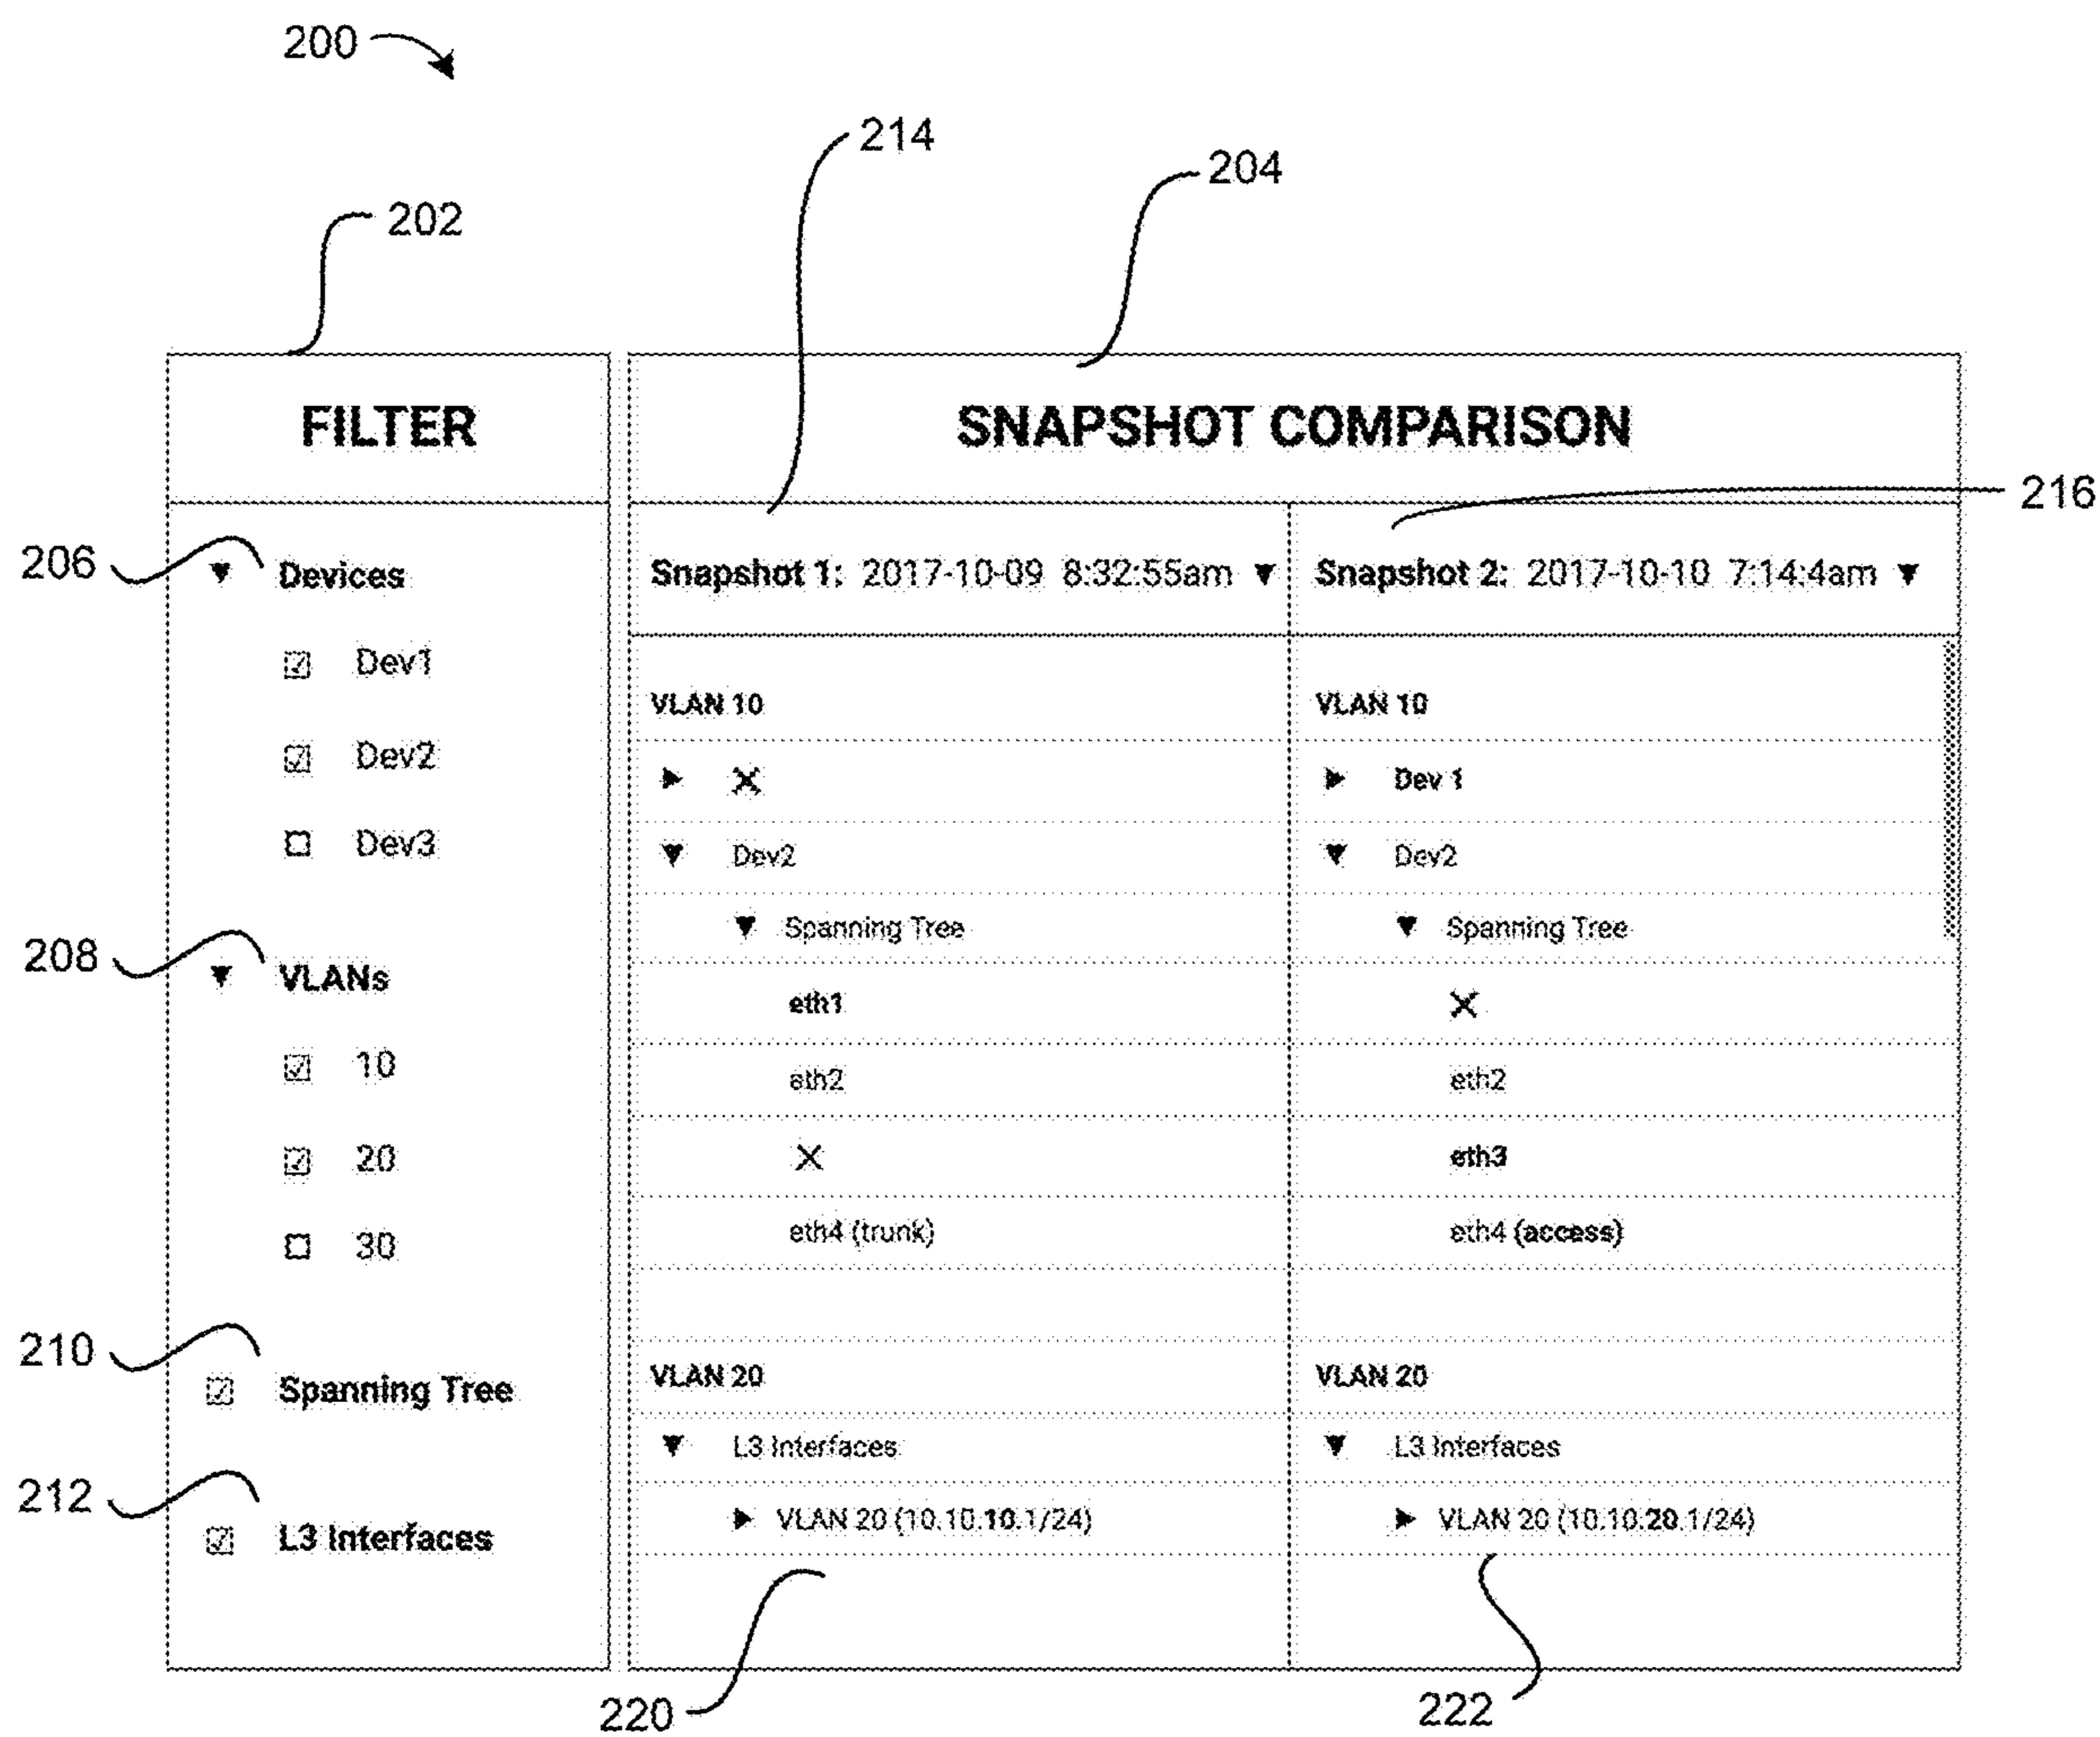 200
214
204
202
FILTER
SNAPSHOT COMPARISON
216
206
Devices
Snapshot 1: 2017-10-09 8:32:55am
Snapshot 2: 2017-10-10 7:14:4am
Dev1
Dev2
Dev3
208
VLANs
10
20
30
210
Spanning Tree
212
L3 Interfaces
VLAN 10
VLAN 10
Dev 1
Dev2
Dev2
Spanning Tree
Spanning Tree
eth1
eth2
eth2
eth3
eth4 (trunk)
eth4 (access)
VLAN 20
VLAN 20
L3 Interfaces
L3 Interfaces
VLAN 20 (10.10.10.1/24)
VLAN 20 (10.10.20.1/24)
220
222